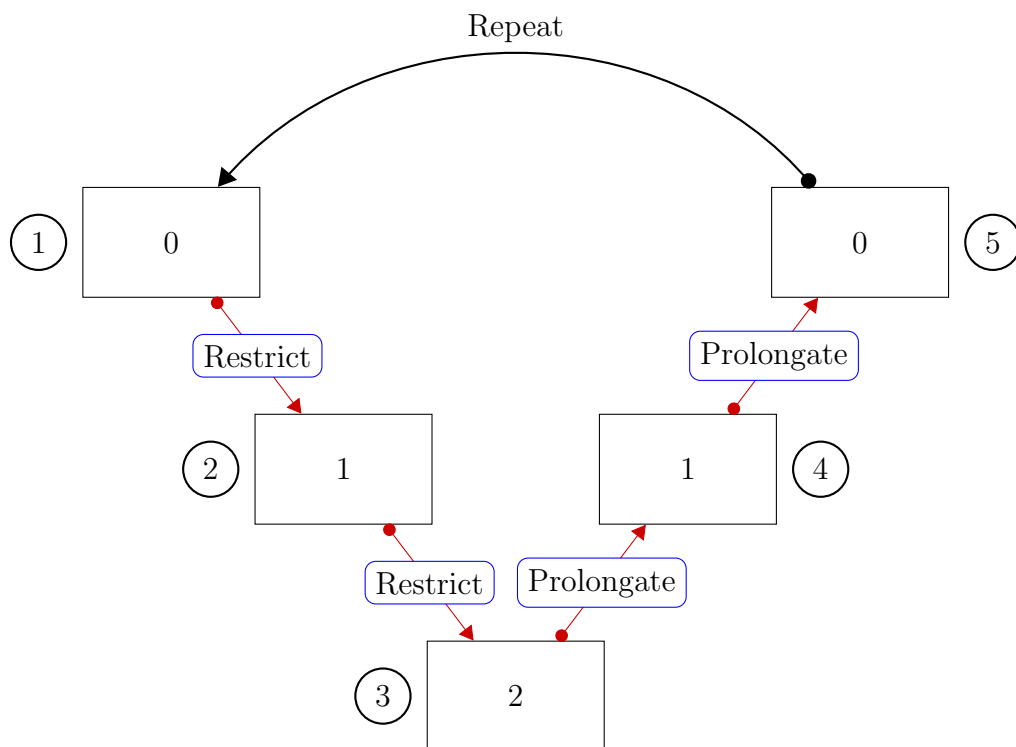 Repeat
1 0 0 5
Restrict Prolongate
2 1 1 4
Restrict Prolongate
3 2